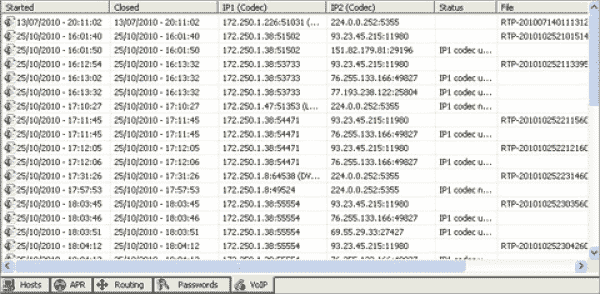 Started Closed IP1 (Codec) IP2 (Codec) Status File
13/07/2010 - 20:11:02 13/07/2010 - 20:11:02 172.250.1.226:51031 (... 224.0.0.252:5355 RTP-201007140111312
25/10/2010 - 16:01:40 25/10/2010 - 16:01:50 172.250.1.38:51502 93.23.45.215:11980 RTP-201010252101514
25/10/2010 - 16:01:50 25/10/2010 - 16:01:50 172.250.1.38:51502 151.82.179.81:29196 IP1 codec u...
25/10/2010 - 16:12:54 25/10/2010 - 16:13:32 172.250.1.38:53733 93.23.45.215:11980 RTP-201010252113395
25/10/2010 - 16:13:02 25/10/2010 - 16:13:32 172.250.1.38:53733 76.255.133.166:49827 IP1 codec u...
25/10/2010 - 16:13:32 25/10/2010 - 16:13:32 172.250.1.38:53733 77.193.238.122:25804 IP1 codec u...
25/10/2010 - 17:10:27 25/10/2010 - 17:10:27 172.250.1.47:51353 (L... 224.0.0.252:5355 IP1 codec n...
25/10/2010 - 17:11:45 25/10/2010 - 17:11:45 172.250.1.38:54471 93.23.45.215:11980 RTP-201010252211560
25/10/2010 - 17:11:45 25/10/2010 - 17:11:45 172.250.1.38:54471 76.255.133.166:49827 IP1 codec u...
25/10/2010 - 17:12:05 25/10/2010 - 17:12:06 172.250.1.38:54471 93.23.45.215:11980 RTP-201010252212160
25/10/2010 - 17:12:06 25/10/2010 - 17:12:06 172.250.1.38:54471 76.255.133.166:49827 IP1 codec u...
25/10/2010 - 17:31:26 25/10/2010 - 17:31:26 172.250.1.8:64538 (DV... 224.0.0.252:5355 RTP-201010252231460
25/10/2010 - 17:57:53 25/10/2010 - 17:57:53 172.250.1.8:49524 224.0.0.252:5355 IP1 codec n...
25/10/2010 - 18:03:45 25/10/2010 - 18:03:51 172.250.1.38:55554 93.23.45.215:11980 RTP-201010252303560
25/10/2010 - 18:03:46 25/10/2010 - 18:03:51 172.250.1.38:55554 76.255.133.166:49827 IP1 codec u...
25/10/2010 - 18:03:51 25/10/2010 - 18:03:51 172.250.1.38:55554 69.55.29.33:27427 IP1 codec u...
25/10/2010 - 18:04:12 25/10/2010 - 18:04:12 172.250.1.38:55554 93.23.45.215:11980 RTP-201010252304260
Hosts APR Routing Passwords VoIP